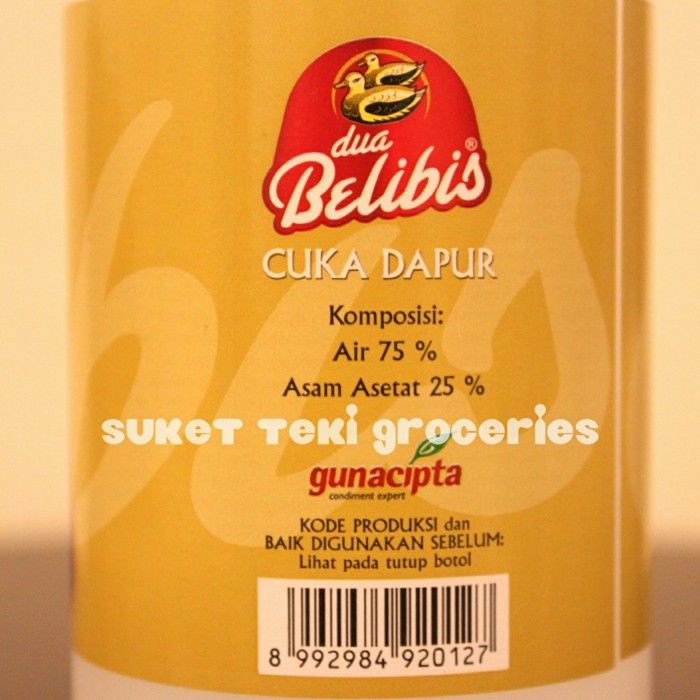 dua
Belibis®
CUKA DAPUR
Komposisi:
Air 75 %
Asam Asetat 25 %
SUKET TEKI GROCERIES
gunacipta
condiment expert
KODE PRODUKSI dan
BAIK DIGUNAKAN SEBELUM:
Lihat pada tutup botol
8 992984 920127